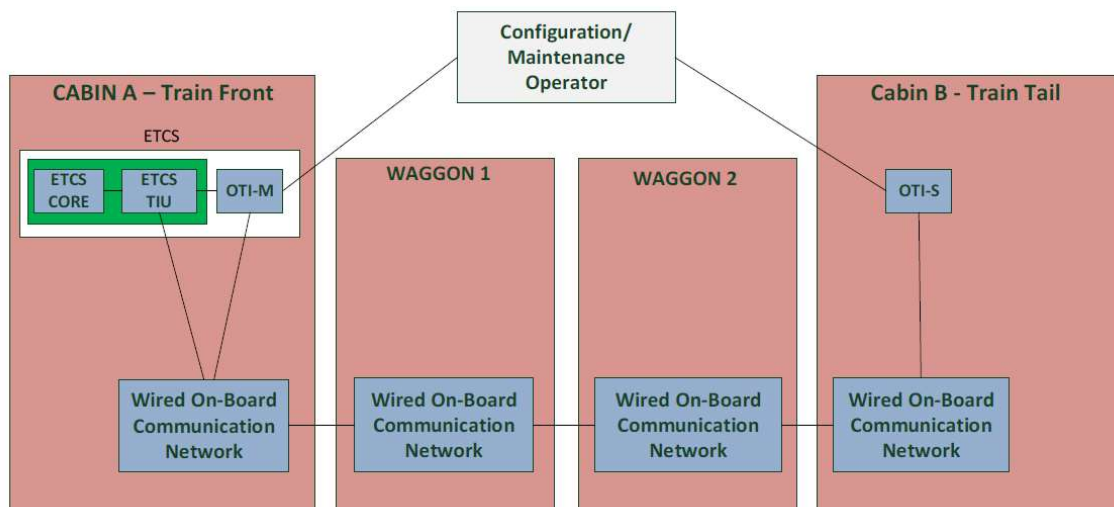 Configuration/
Maintenance
Operator
CABIN A – Train Front
Cabin B - Train Tail
ETCS
ETCS
CORE
ETCS
TIU
OTI-M
WAGGON 1
WAGGON 2
OTI-S
Wired On-Board
Communication
Network
Wired On-Board
Communication
Network
Wired On-Board
Communication
Network
Wired On-Board
Communication
Network